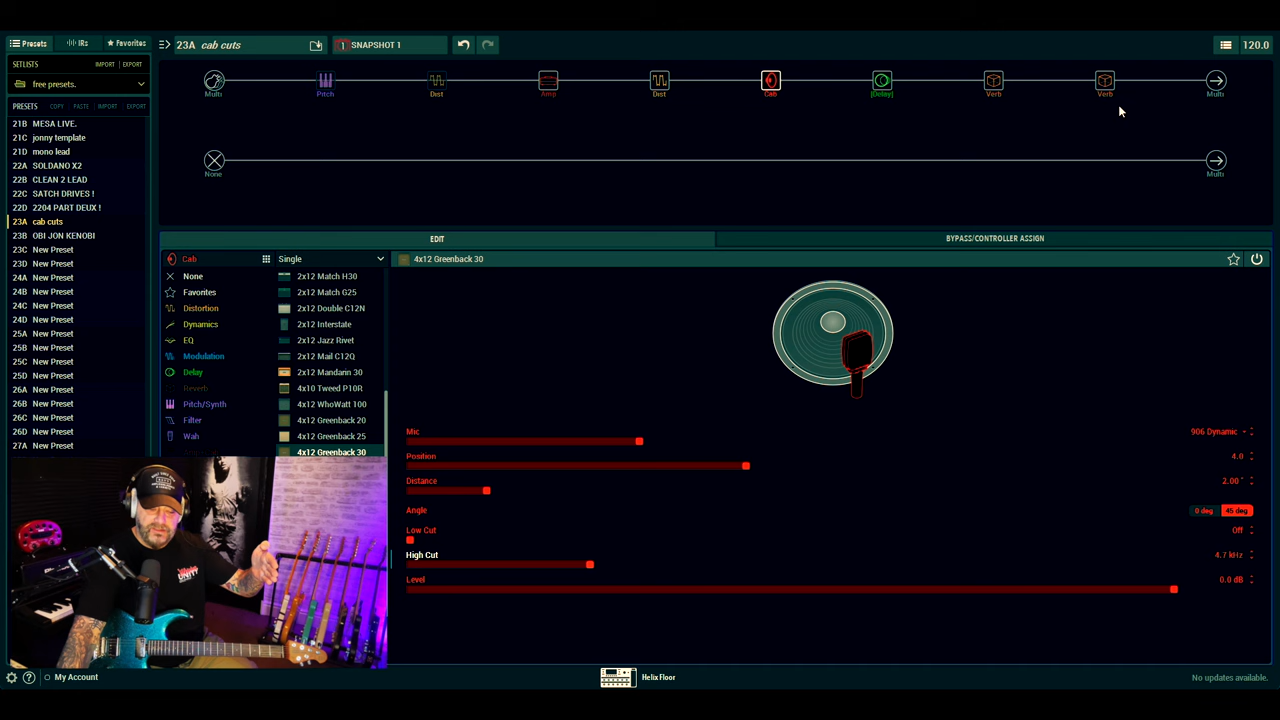 Presets IRs Favorites
23A cab cuts
1 SNAPSHOT 1
120.0
SETLISTS IMPORT EXPORT
free presets.
PRESETS COPY PASTE IMPORT EXPORT
21B MESA LIVE.
21C jonny template
21D mono lead
22A SOLDANO X2
22B CLEAN 2 LEAD
22C SATCH DRIVES !
22D 2204 PART DEUX !
23A cab cuts
23B OBI JON KENOBI
23C New Preset
23D New Preset
24A New Preset
24B New Preset
24C New Preset
24D New Preset
25A New Preset
25B New Preset
25C New Preset
25D New Preset
26A New Preset
26B New Preset
26C New Preset
26D New Preset
27A New Preset
Multi Pitch Dist Amp Dist Cab [Delay] Verb Verb Multi
None Multi
EDIT BYPASS/CONTROLLER ASSIGN
Cab Single
None
Favorites
Distortion
Dynamics
EQ
Modulation
Delay
Reverb
Pitch/Synth
Filter
Wah
2x12 Match H30
2x12 Match G25
2x12 Double C12N
2x12 Interstate
2x12 Jazz Rivet
2x12 Mail C12Q
2x12 Mandarin 30
4x10 Tweed P10R
4x12 WhoWatt 100
4x12 Greenback 20
4x12 Greenback 25
4x12 Greenback 30
4x12 Greenback 30
Mic 906 Dynamic
Position 4.0
Distance 2.00"
Angle 0 deg 45 deg
Low Cut Off
High Cut 4.7 kHz
Level 0.0 dB
UNITY
? My Account
Helix Floor
No updates available.